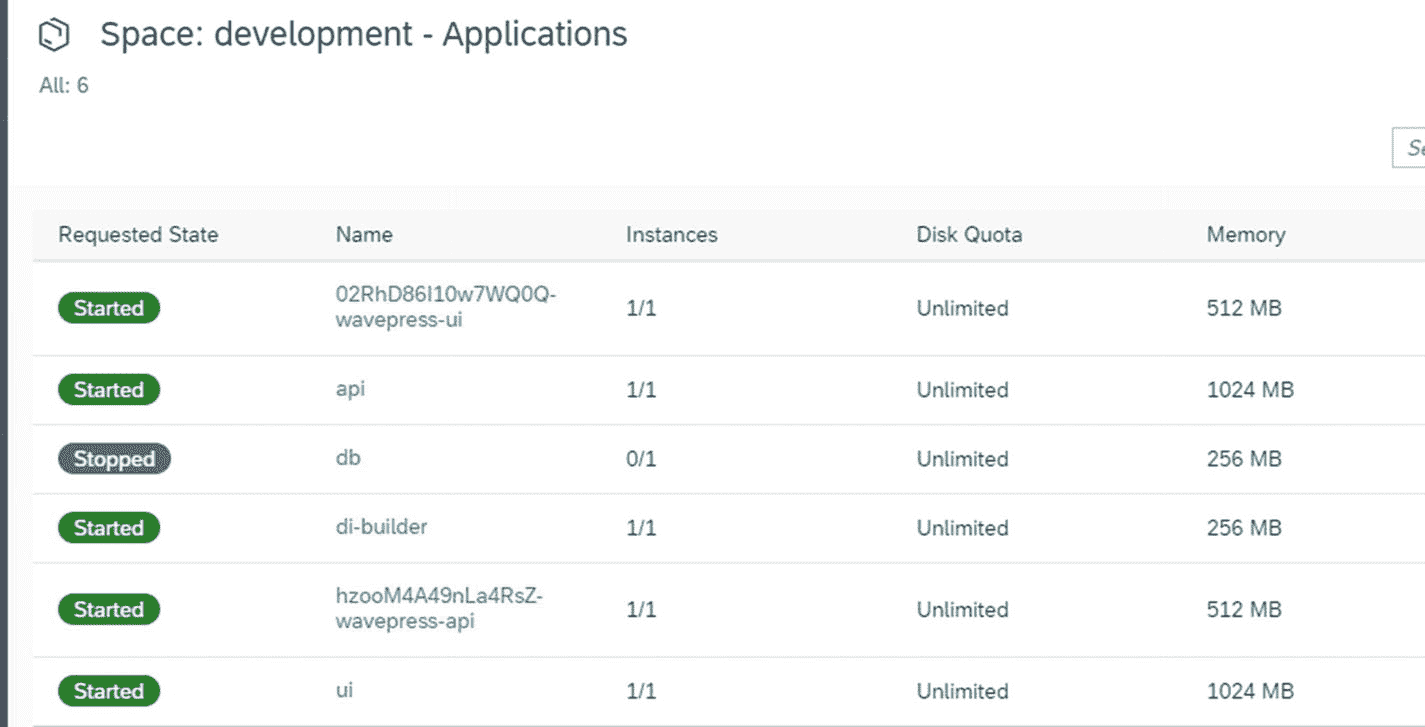 Space: development - Applications
All: 6
Se
Requested State Name Instances Disk Quota Memory
Started 02RhD86I10w7WQ0Q-
wavepress-ui 1/1 Unlimited 512 MB
Started api 1/1 Unlimited 1024 MB
Stopped db 0/1 Unlimited 256 MB
Started di-builder 1/1 Unlimited 256 MB
Started hzooM4A49nLa4RsZ-
wavepress-api 1/1 Unlimited 512 MB
Started ui 1/1 Unlimited 1024 MB